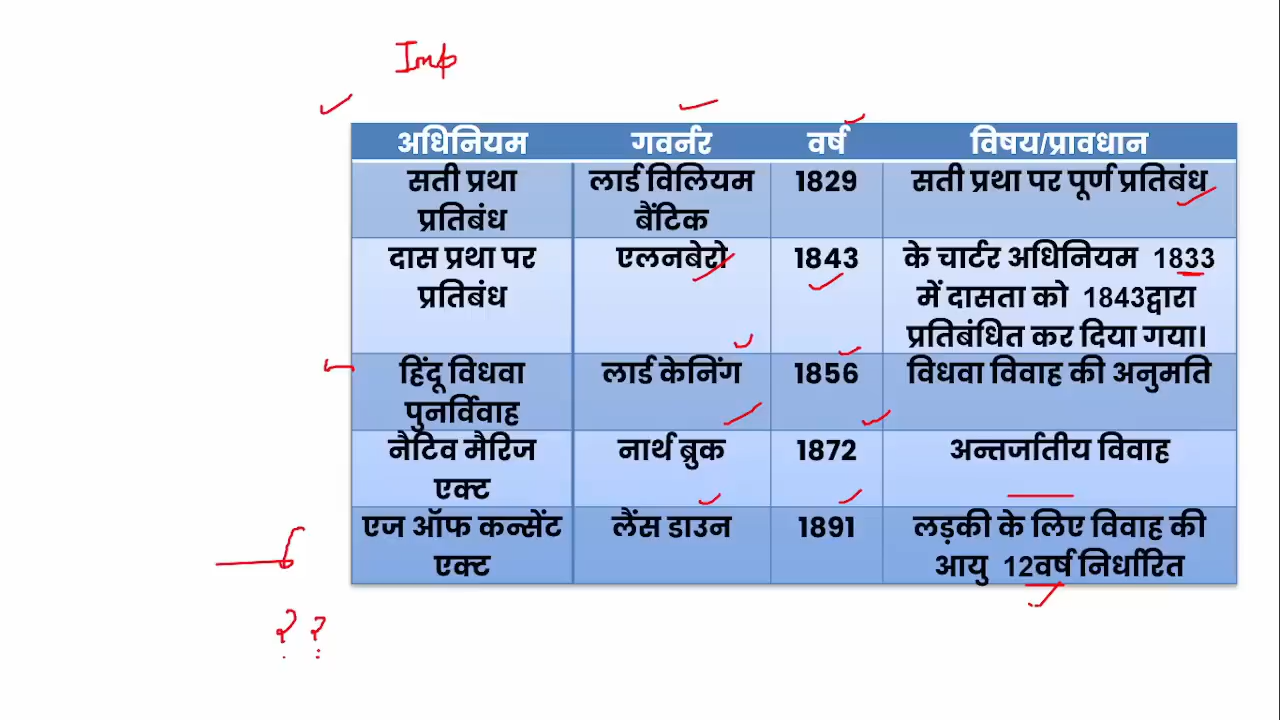 Imp
अधिनियम गवर्नर वर्ष विषय/प्रावधान
सती प्रथा लार्ड विलियम 1829 सती प्रथा पर पूर्ण प्रतिबंध
प्रतिबंध बैंटिक
दास प्रथा पर एलनबेरो 1843 के चार्टर अधिनियम 1833
प्रतिबंध में दासता को 1843द्वारा
प्रतिबंधित कर दिया गया।
हिंदू विधवा लार्ड केनिंग 1856 विधवा विवाह की अनुमति
पुनर्विवाह
नैटिव मैरिज नार्थ ब्रुक 1872 अन्तर्जातीय विवाह
एक्ट
एज ऑफ कन्सेंट लैंस डाउन 1891 लड़की के लिए विवाह की
एक्ट आयु 12वर्ष निर्धारित
? ?